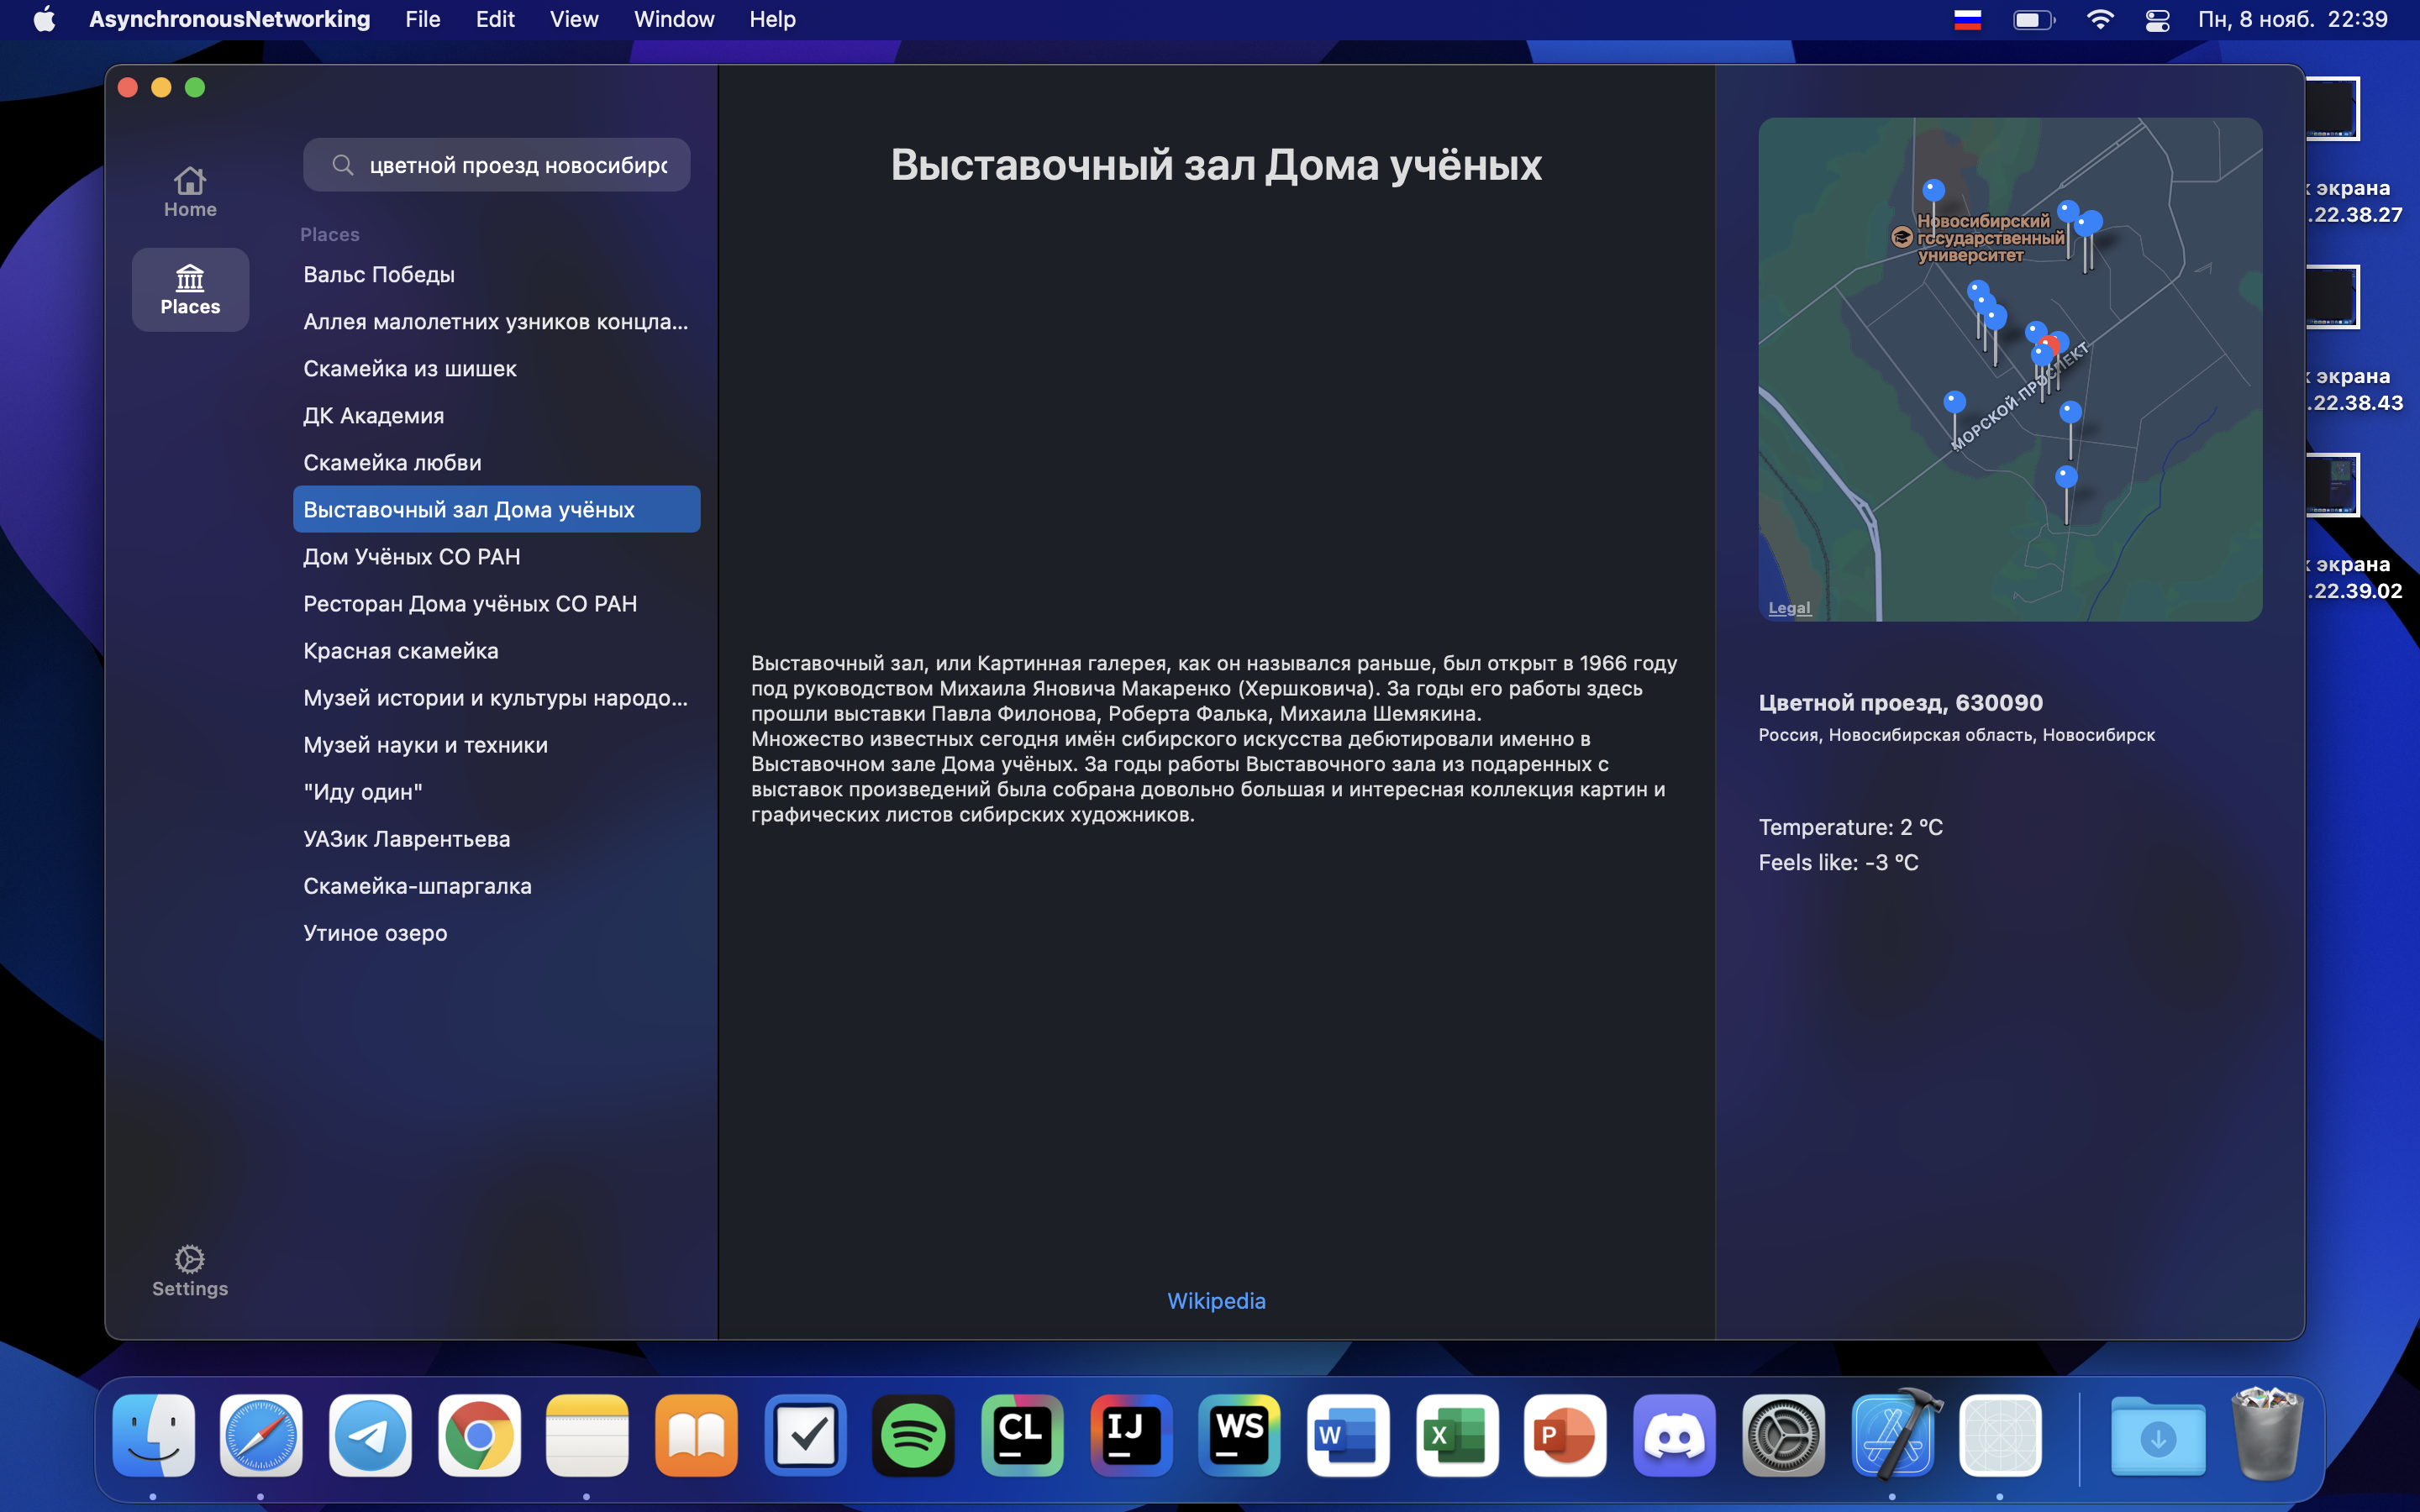 AsynchronousNetworking File Edit View Window Help Пн, 8 нояб. 22:39
Home
Places
Settings
цветной проезд новосибирс
Places
Вальс Победы
Аллея малолетних узников концла...
Скамейка из шишек
ДК Академия
Скамейка любви
Выставочный зал Дома учёных
Дом Учёных СО РАН
Ресторан Дома учёных СО РАН
Красная скамейка
Музей истории и культуры народо...
Музей науки и техники
"Иду один"
УАЗик Лаврентьева
Скамейка-шпаргалка
Утиное озеро
Выставочный зал Дома учёных
Выставочный зал, или Картинная галерея, как он назывался раньше, был открыт в 1966 году
под руководством Михаила Яновича Макаренко (Хершковича). За годы его работы здесь
прошли выставки Павла Филонова, Роберта Фалька, Михаила Шемякина.
Множество известных сегодня имён сибирского искусства дебютировали именно в
Выставочном зале Дома учёных. За годы работы Выставочного зала из подаренных с
выставок произведений была собрана довольно большая и интересная коллекция картин и
графических листов сибирских художников.
Wikipedia
Новосибирский
государственный
университет
МОРСКОЙ ПРОСПЕКТ
Legal
Цветной проезд, 630090
Россия, Новосибирская область, Новосибирск
Temperature: 2 °C
Feels like: -3 °C
к экрана
.22.38.27
к экрана
.22.38.43
к экрана
.22.39.02
CL
IJ
WS
W
X
P